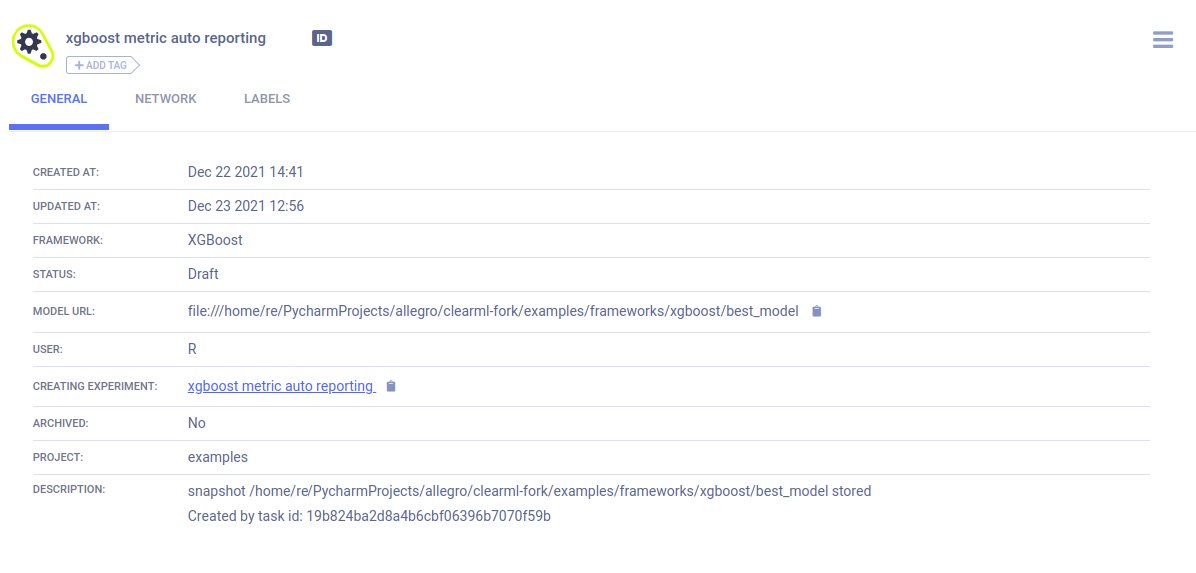 xgboost metric auto reporting ID
ADD TAG
GENERAL NETWORK LABELS
CREATED AT: Dec 22 2021 14:41
UPDATED AT: Dec 23 2021 12:56
FRAMEWORK: XGBoost
STATUS: Draft
MODEL URL: file:///home/re/PycharmProjects/allegro/clearml-fork/examples/frameworks/xgboost/best_model
USER: R
CREATING EXPERIMENT: xgboost metric auto reporting
ARCHIVED: No
PROJECT: examples
DESCRIPTION: snapshot /home/re/PycharmProjects/allegro/clearml-fork/examples/frameworks/xgboost/best_model stored
Created by task id: 19b824ba2d8a4b6cbf06396b7070f59b